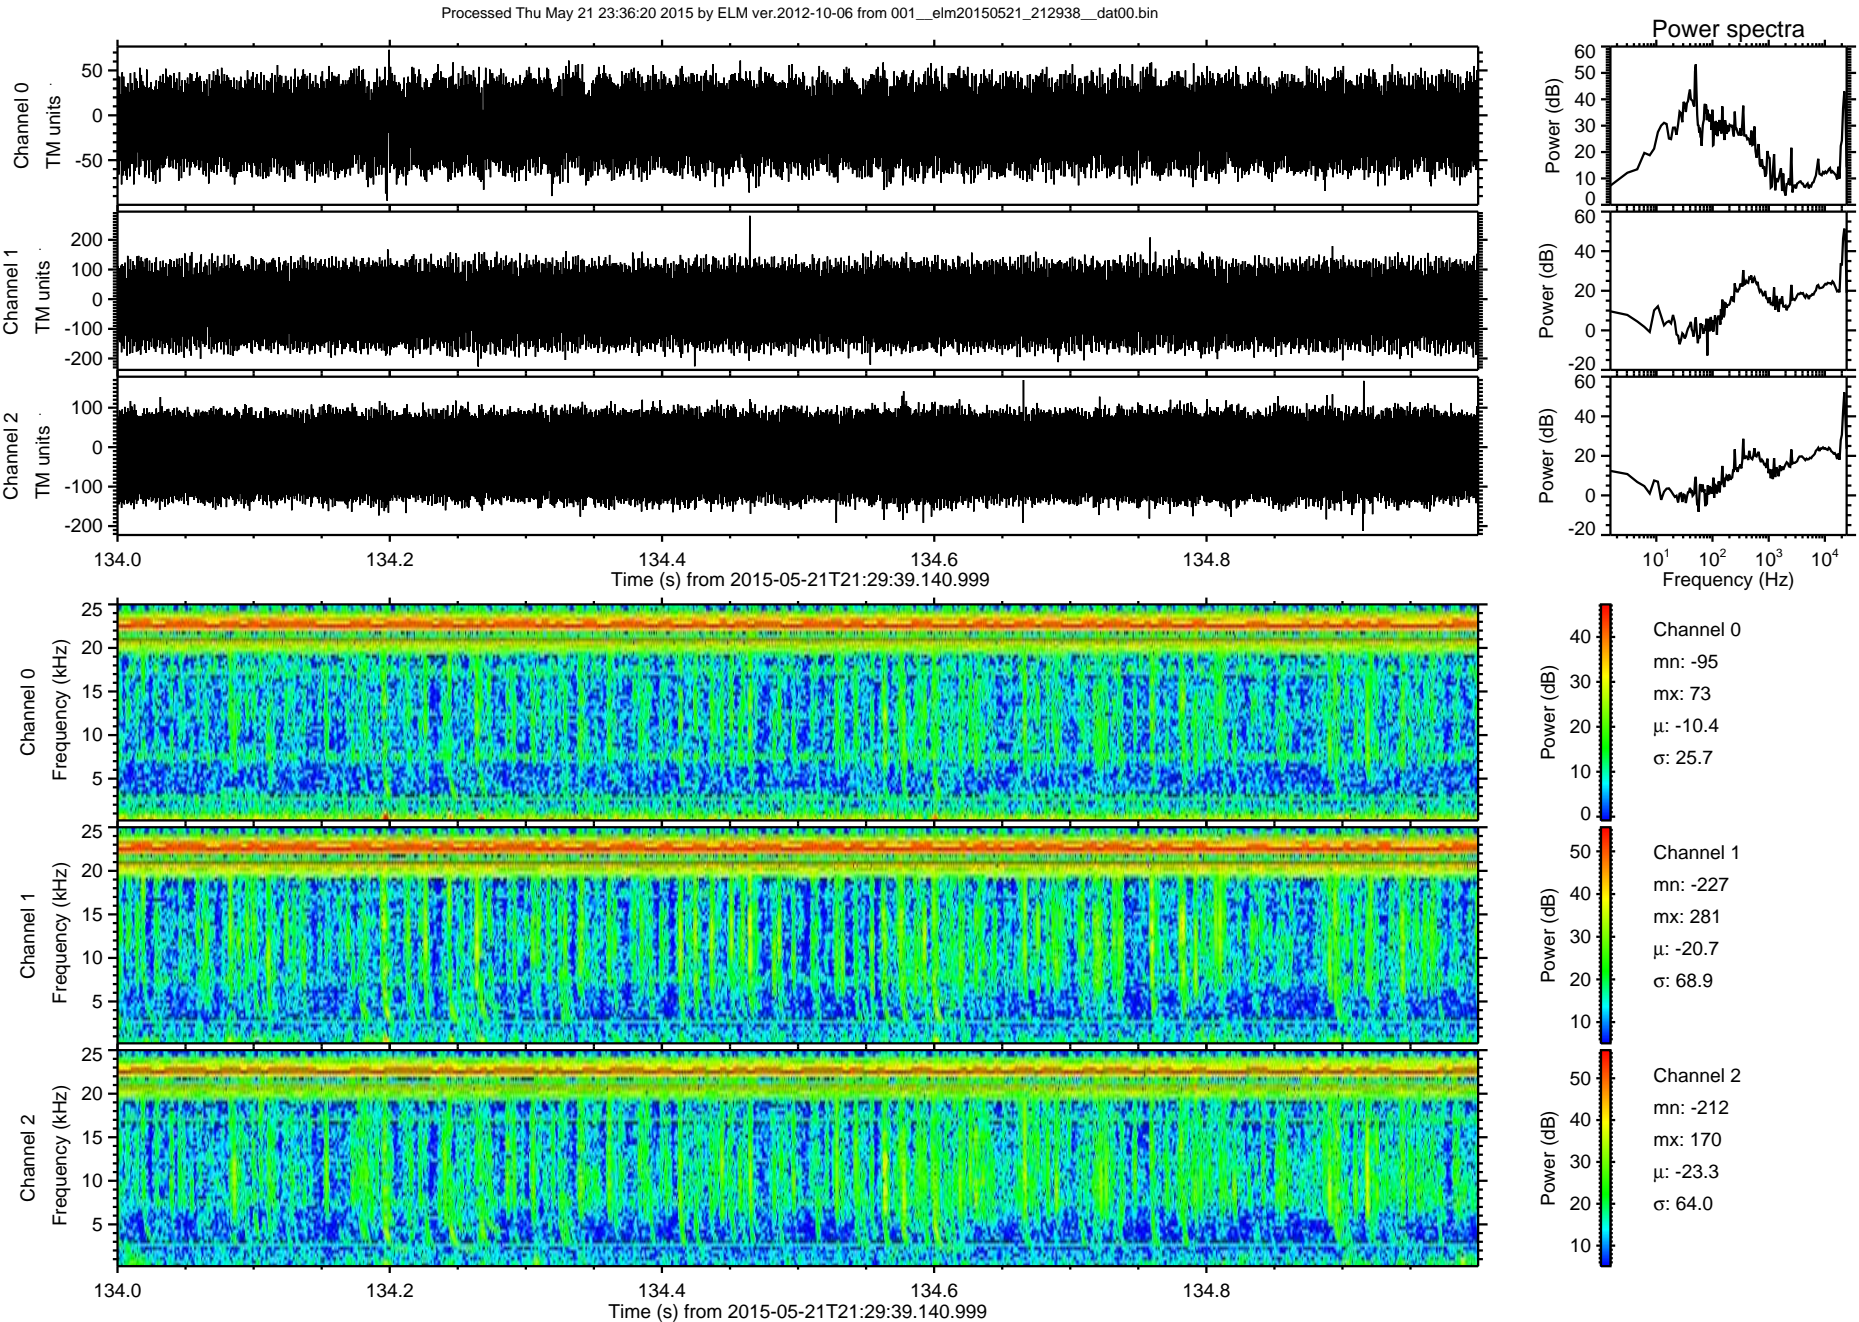 Processed Thu May 21 23:36:20 2015 by ELM ver.2012-10-06 from 001__elm20150521_212938__dat00.bin
Power spectra
Channel 0
TM units
50
0
-50
Power (dB)
60
50
40
30
20
10
0
Channel 1
TM units
200
100
0
-100
-200
Power (dB)
60
40
20
0
-20
Channel 2
TM units
100
0
-100
-200
Power (dB)
60
40
20
0
-20
134.0 134.2 134.4 134.6 134.8
Time (s) from 2015-05-21T21:29:39.140.999
10¹ 10² 10³ 10⁴
Frequency (Hz)
Channel 0
Frequency (kHz)
25
20
15
10
5
Power (dB)
40
30
20
10
0
Channel 0
mn: -95
mx: 73
μ: -10.4
σ: 25.7
Channel 1
Frequency (kHz)
25
20
15
10
5
Power (dB)
50
40
30
20
10
Channel 1
mn: -227
mx: 281
μ: -20.7
σ: 68.9
Channel 2
Frequency (kHz)
25
20
15
10
5
Power (dB)
50
40
30
20
10
Channel 2
mn: -212
mx: 170
μ: -23.3
σ: 64.0
134.0 134.2 134.4 134.6 134.8
Time (s) from 2015-05-21T21:29:39.140.999